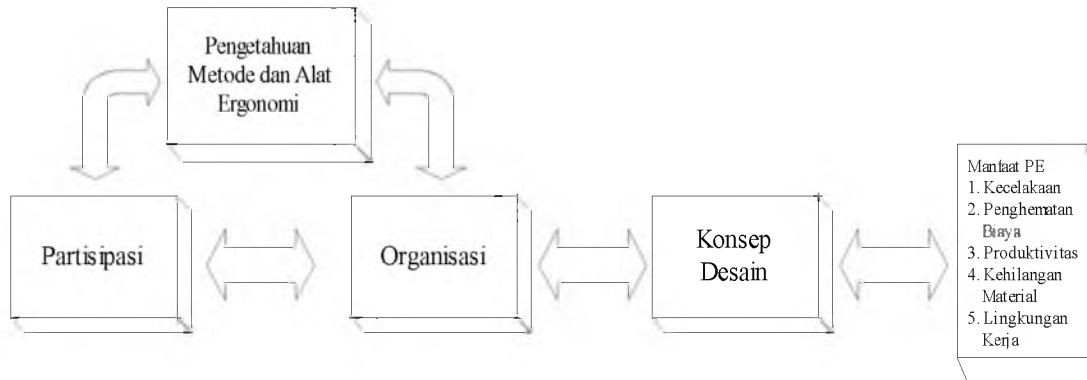 Pengetahuan
Metode dan Alat
Ergonomi
Partisipasi
Organisasi
Konsep
Desain
Manfaat PE
1. Kecelakaan
2. Penghematan
Biaya
3. Produktivitas
4. Kehilangan
Material
5. Lingkungan
Kerja